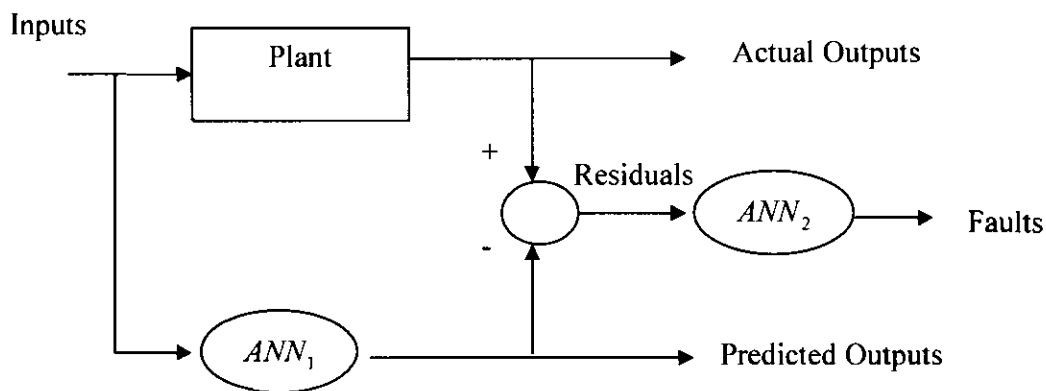 Inputs
Plant
Actual Outputs
+
Residuals
ANN₂
Faults
-
ANN₁
Predicted Outputs